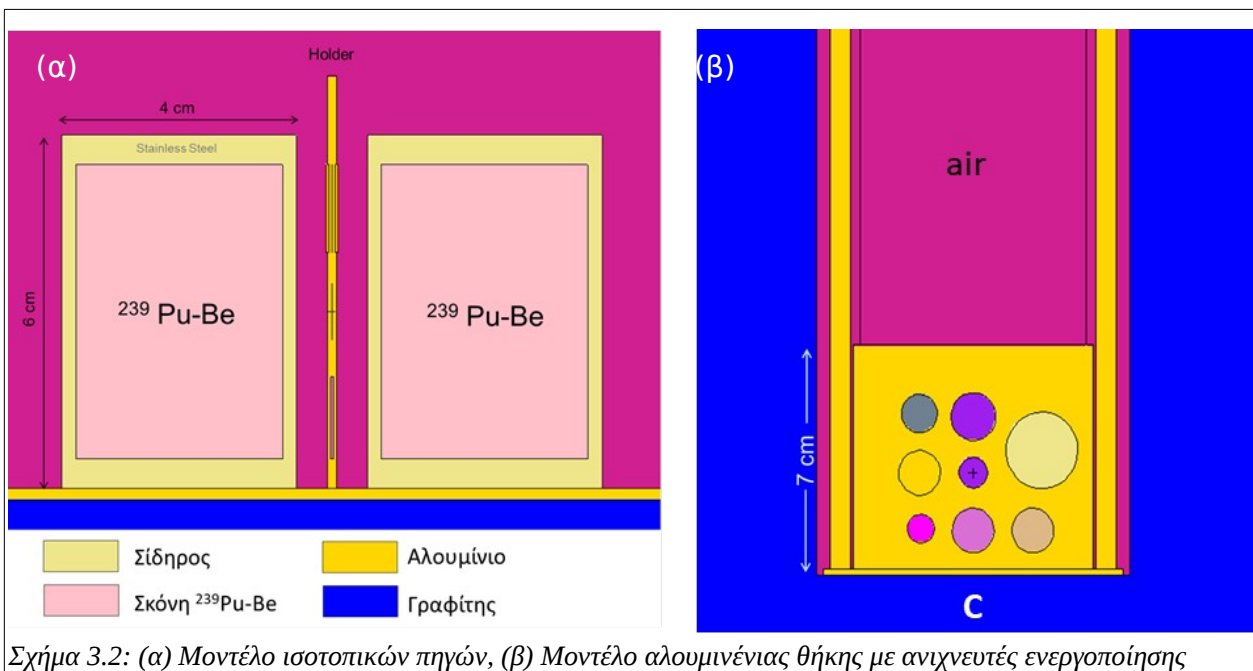 (α)
Holder
4 cm
Stainless Steel
6 cm
239 Pu-Be
239 Pu-Be
Σίδηρος
Αλουμίνιο
Σκόνη 239Pu-Be
Γραφίτης
(β)
air
7 cm
C
Σχήμα 3.2: (α) Μοντέλο ισοτοπικών πηγών, (β) Μοντέλο αλουμινένιας θήκης με ανιχνευτές ενεργοποίησης